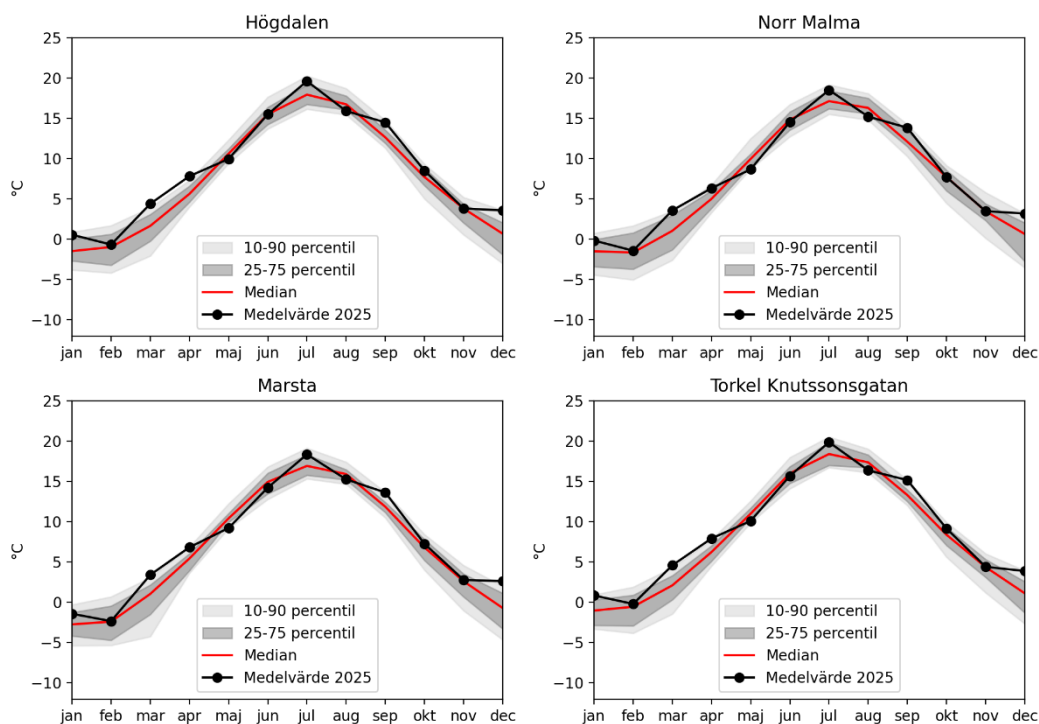 Högdalen
25
20
15
10
5
0
−5
−10
°C
10-90 percentil
25-75 percentil
Median
Medelvärde 2025
jan feb mar apr maj jun jul aug sep okt nov dec
Norr Malma
25
20
15
10
5
0
−5
−10
°C
10-90 percentil
25-75 percentil
Median
Medelvärde 2025
jan feb mar apr maj jun jul aug sep okt nov dec
Marsta
25
20
15
10
5
0
−5
−10
°C
10-90 percentil
25-75 percentil
Median
Medelvärde 2025
jan feb mar apr maj jun jul aug sep okt nov dec
Torkel Knutssonsgatan
25
20
15
10
5
0
−5
−10
°C
10-90 percentil
25-75 percentil
Median
Medelvärde 2025
jan feb mar apr maj jun jul aug sep okt nov dec